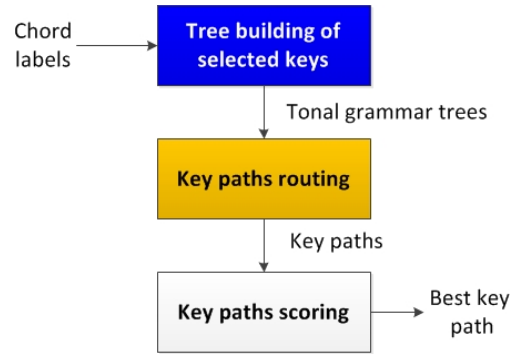 Chord
labels
Tree building of
selected keys
Tonal grammar trees
Key paths routing
Key paths
Key paths scoring
Best key
path